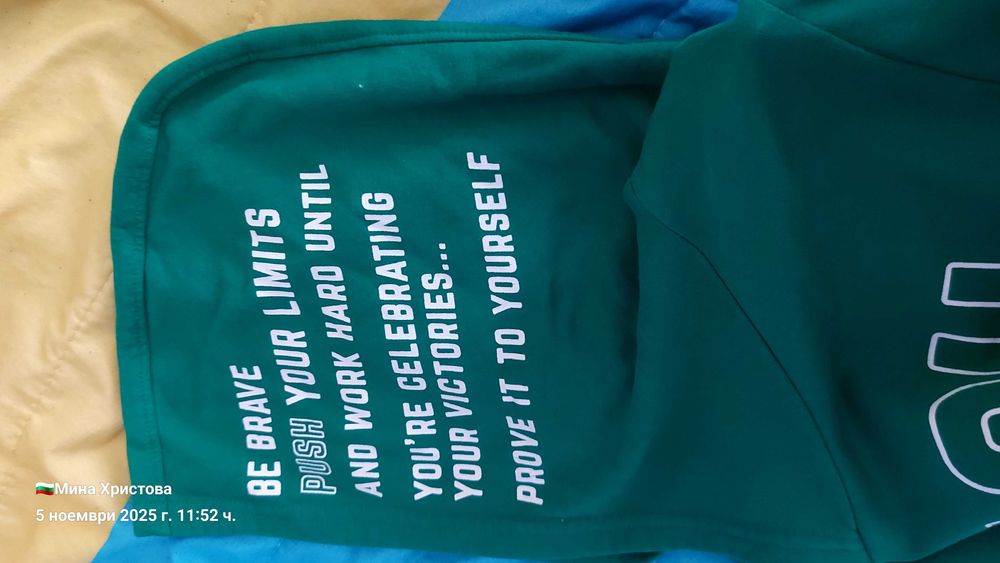 BE BRAVE
PUSH YOUR LIMITS
AND WORK HARD UNTIL
YOU'RE CELEBRATING
YOUR VICTORIES...
PROVE IT TO YOURSELF
Мина Христова
5 ноември 2025 г. 11:52 ч.